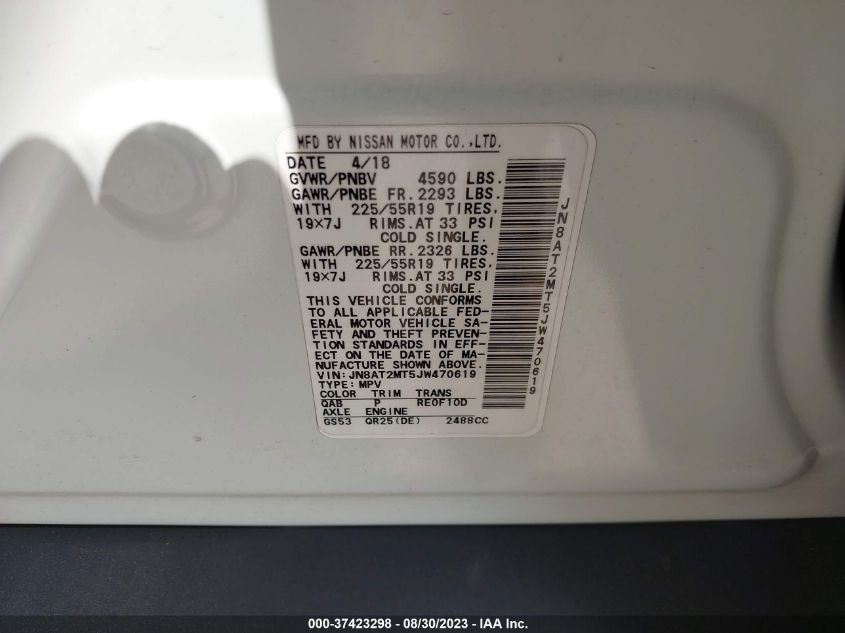 MFD BY NISSAN MOTOR CO.,LTD.
DATE 4/18
GVWR/PNBV 4590 LBS.
GAWR/PNBE FR. 2293 LBS.
WITH 225/55R19 TIRES,
19×7J RIMS. AT 33 PSI
COLD SINGLE.
GAWR/PNBE RR. 2326 LBS.
WITH 225/55R19 TIRES,
19×7J RIMS. AT 33 PSI
COLD SINGLE.
THIS VEHICLE CONFORMS
TO ALL APPLICABLE FED-
ERAL MOTOR VEHICLE SA-
FETY AND THEFT PREVEN-
TION STANDARDS IN EFF-
ECT ON THE DATE OF MA-
NUFACTURE SHOWN ABOVE.
VIN: JN8AT2MT5JW470619
TYPE: MPV
COLOR TRIM TRANS
QAB P RE0F10D
AXLE ENGINE
GS53 QR25(DE) 2488CC
JN8AT2MT5JW470619
000-37423298 - 08/30/2023 - IAA Inc.